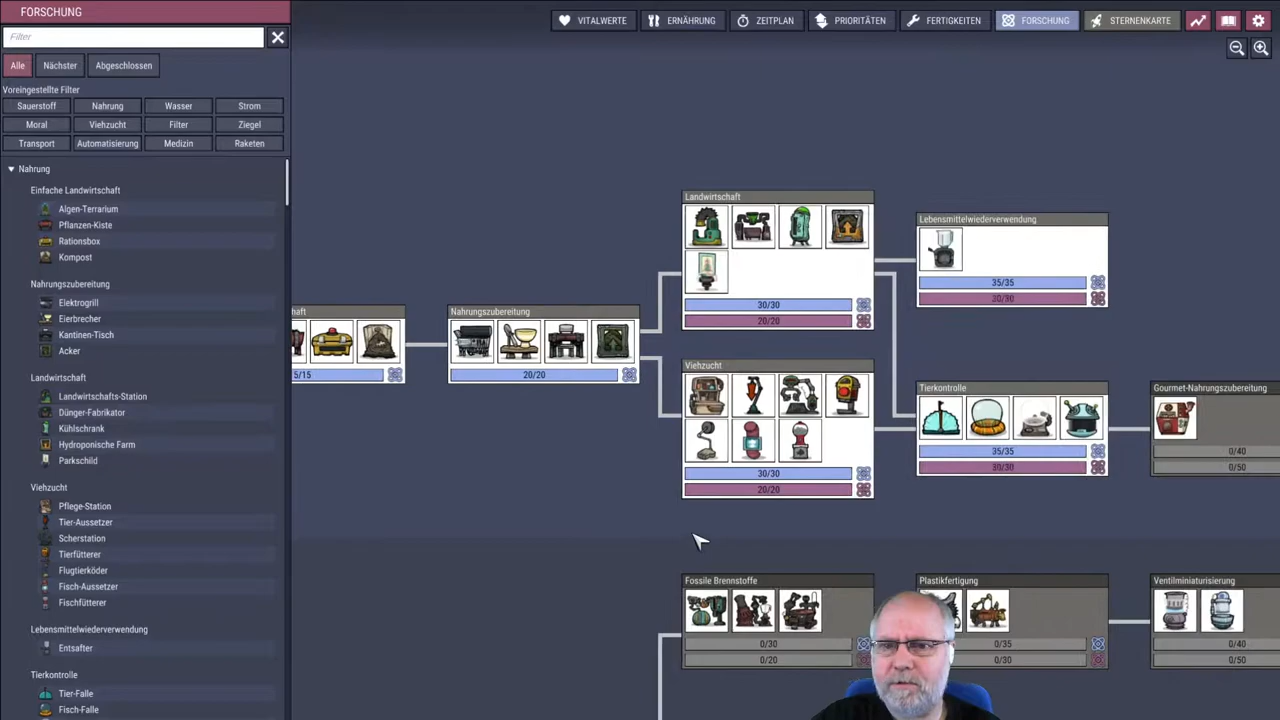 FORSCHUNG
VITALWERTE
ERNÄHRUNG
ZEITPLAN
PRIORITÄTEN
FERTIGKEITEN
FORSCHUNG
STERNENKARTE
Filter
Alle
Nächster
Abgeschlossen
Voreingestellte Filter
Sauerstoff
Nahrung
Wasser
Strom
Moral
Viehzucht
Filter
Ziegel
Transport
Automatisierung
Medizin
Raketen
Nahrung
Einfache Landwirtschaft
Algen-Terrarium
Pflanzen-Kiste
Rationsbox
Kompost
Nahrungszubereitung
Elektrogrill
Eierbrecher
Kantinen-Tisch
Acker
Landwirtschaft
Landwirtschafts-Station
Dünger-Fabrikator
Kühlschrank
Hydroponische Farm
Parkschild
Viehzucht
Pflege-Station
Tier-Aussetzer
Scherstation
Tierfütterer
Flugtierköder
Fisch-Aussetzer
Fischfütterer
Lebensmittelwiederverwendung
Entsafter
Tierkontrolle
Tier-Falle
Fisch-Falle
haft
5/15
Nahrungszubereitung
20/20
Landwirtschaft
30/30
20/20
Lebensmittelwiederverwendung
35/35
30/30
Viehzucht
30/30
20/20
Tierkontrolle
35/35
30/30
Gourmet-Nahrungszubereitung
0/40
0/50
Fossile Brennstoffe
0/30
0/20
Plastikfertigung
0/35
0/30
Ventilminiaturisierung
0/40
0/50